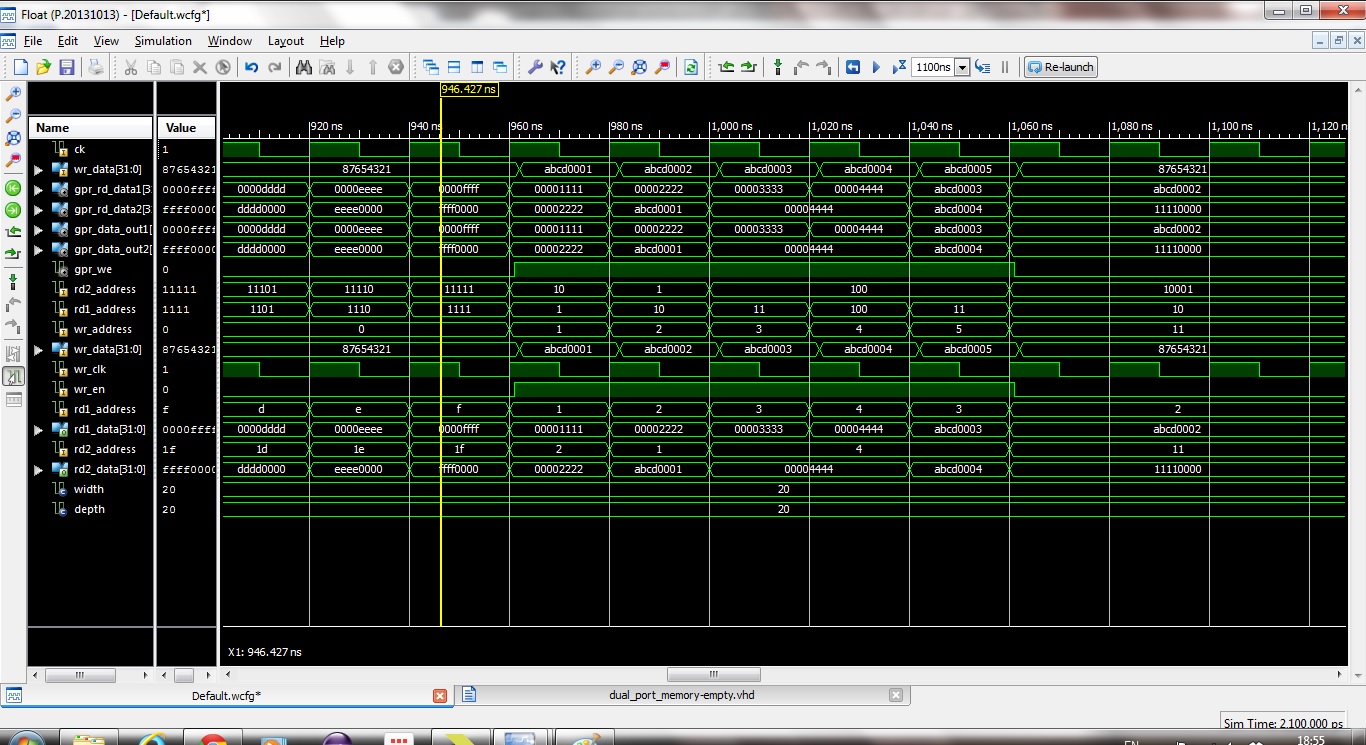 Float (P.20131013) - [Default.wcfg*]
File Edit View Simulation Window Layout Help
1100ns Re-launch
946.427 ns
Name Value
920 ns 940 ns 960 ns 980 ns 1,000 ns 1,020 ns 1,040 ns 1,060 ns 1,080 ns 1,100 ns 1,120 n
ck 1
wr_data[31:0] 87654321 87654321 abcd0001 abcd0002 abcd0003 abcd0004 abcd0005 87654321
gpr_rd_data1[3: 0000ffff 0000dddd 0000eeee 0000ffff 00001111 00002222 00003333 00004444 abcd0003 abcd0002
gpr_rd_data2[3: ffff0000 dddd0000 eeee0000 ffff0000 00002222 abcd0001 00004444 abcd0004 11110000
gpr_data_out1[ 0000ffff 0000dddd 0000eeee 0000ffff 00001111 00002222 00003333 00004444 abcd0003 abcd0002
gpr_data_out2[ ffff0000 dddd0000 eeee0000 ffff0000 00002222 abcd0001 00004444 abcd0004 11110000
gpr_we 0
rd2_address 11111 11101 11110 11111 10 1 100 10001
rd1_address 1111 1101 1110 1111 1 10 11 100 11 10
wr_address 0 0 1 2 3 4 5 11
wr_data[31:0] 87654321 87654321 abcd0001 abcd0002 abcd0003 abcd0004 abcd0005 87654321
wr_clk 1
wr_en 0
rd1_address f d e f 1 2 3 4 3 2
rd1_data[31:0] 0000ffff 0000dddd 0000eeee 0000ffff 00001111 00002222 00003333 00004444 abcd0003 abcd0002
rd2_address 1f 1d 1e 1f 2 1 4 11
rd2_data[31:0] ffff0000 dddd0000 eeee0000 ffff0000 00002222 abcd0001 00004444 abcd0004 11110000
width 20 20
depth 20 20
X1: 946.427 ns
Default.wcfg* dual_port_memory-empty.vhd
Sim Time: 2,100,000 ps
EN 18:55